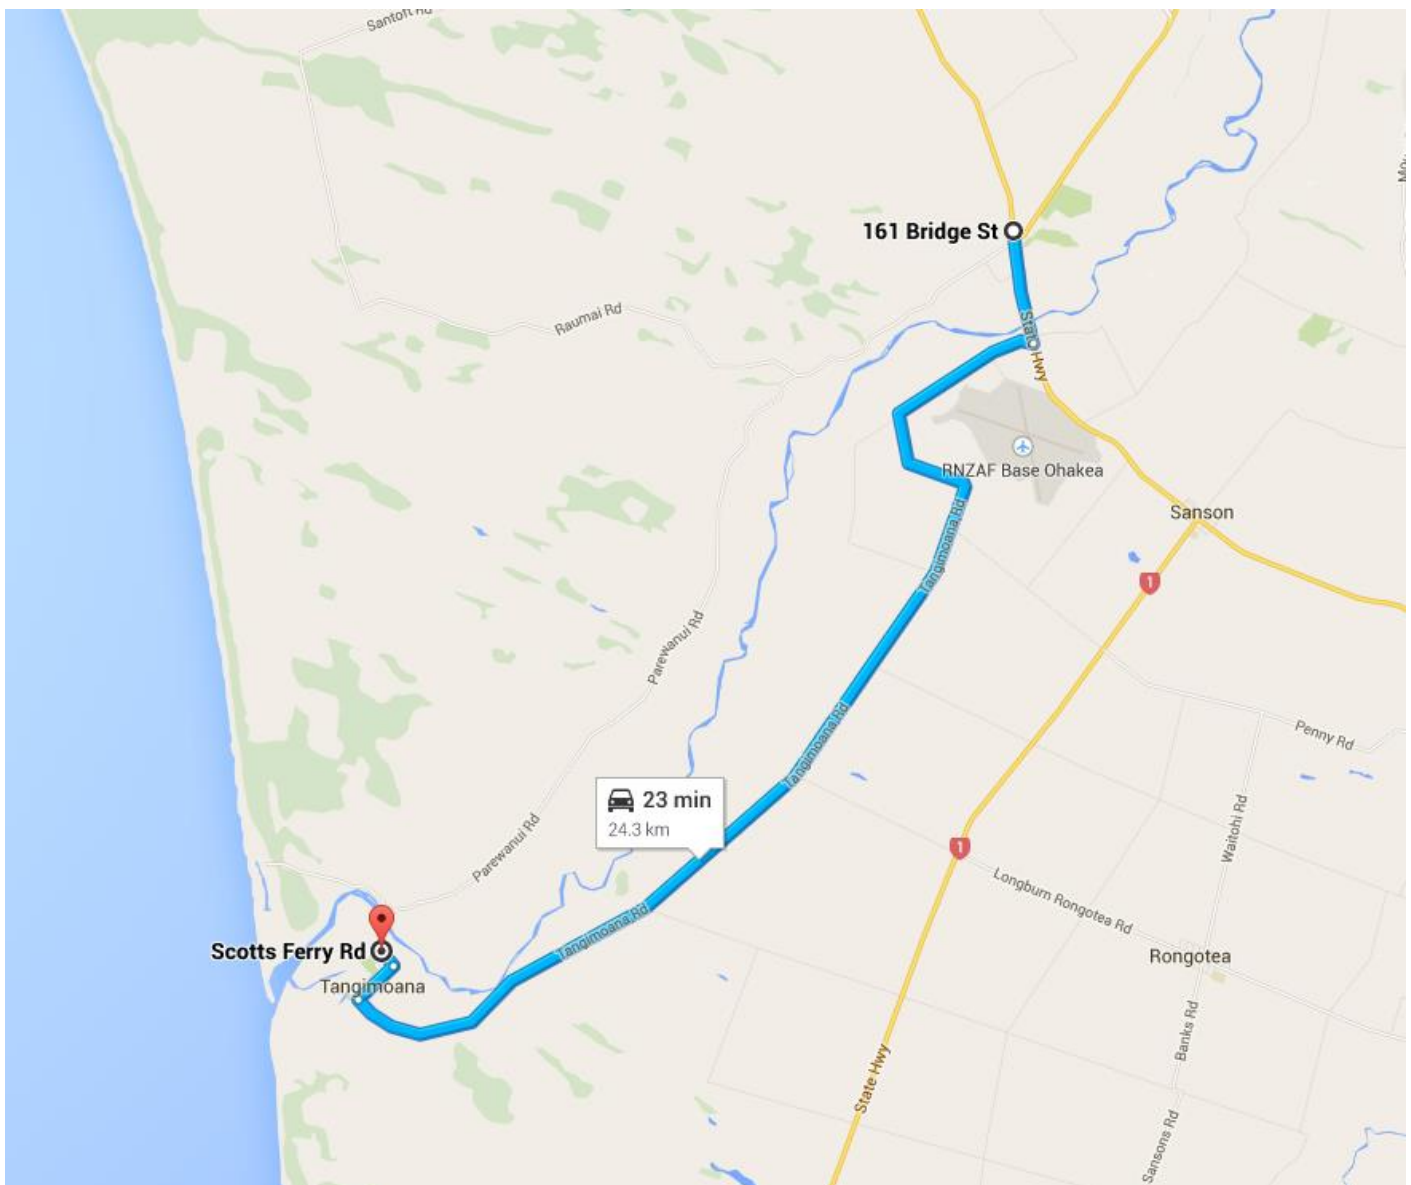 Santoft Rd
161 Bridge St
Raumai Rd
State Hwy
RNZAF Base Ohakea
Sanson
Tangimoana Rd
1
Parewanui Rd
Tangimoana Rd
Penny Rd
23 min
24.3 km
Waitohi Rd
Parewanui Rd
1
Longburn Rongotea Rd
Tangimoana Rd
Scotts Ferry Rd
Rongotea
Tangimoana
Banks Rd
State Hwy
Sansons Rd